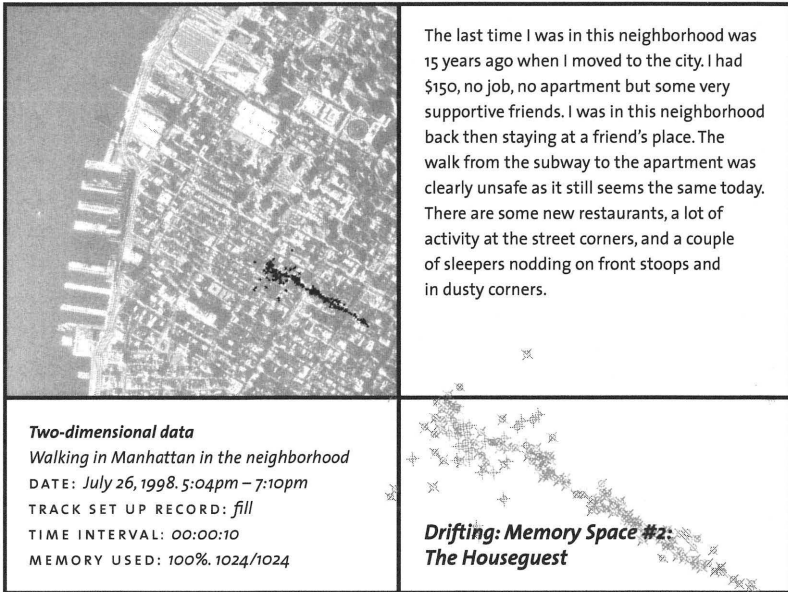 The last time I was in this neighborhood was
15 years ago when I moved to the city. I had
$150, no job, no apartment but some very
supportive friends. I was in this neighborhood
back then staying at a friend's place. The
walk from the subway to the apartment was
clearly unsafe as it still seems the same today.
There are some new restaurants, a lot of
activity at the street corners, and a couple
of sleepers nodding on front stoops and
in dusty corners.
Two-dimensional data
Walking in Manhattan in the neighborhood
DATE: July 26, 1998. 5:04pm – 7:10pm
TRACK SET UP RECORD: fill
TIME INTERVAL: 00:00:10
MEMORY USED: 100%. 1024/1024
Drifting: Memory Space #2:
The Houseguest